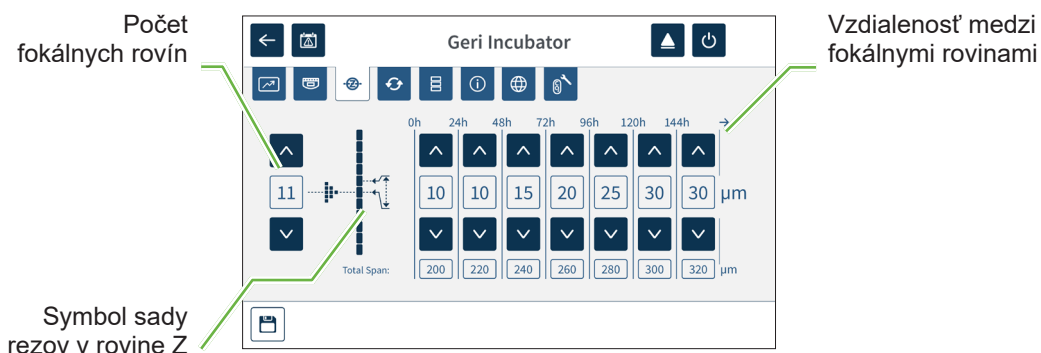 Počet
fokálnych rovín
Geri Incubator
Vzdialenosť medzi
fokálnymi rovinami
0h 24h 48h 72h 96h 120h 144h →
11
10 10 15 20 25 30 30 µm
Total Span: 200 220 240 260 280 300 320 µm
Symbol sady
rezov v rovine Z